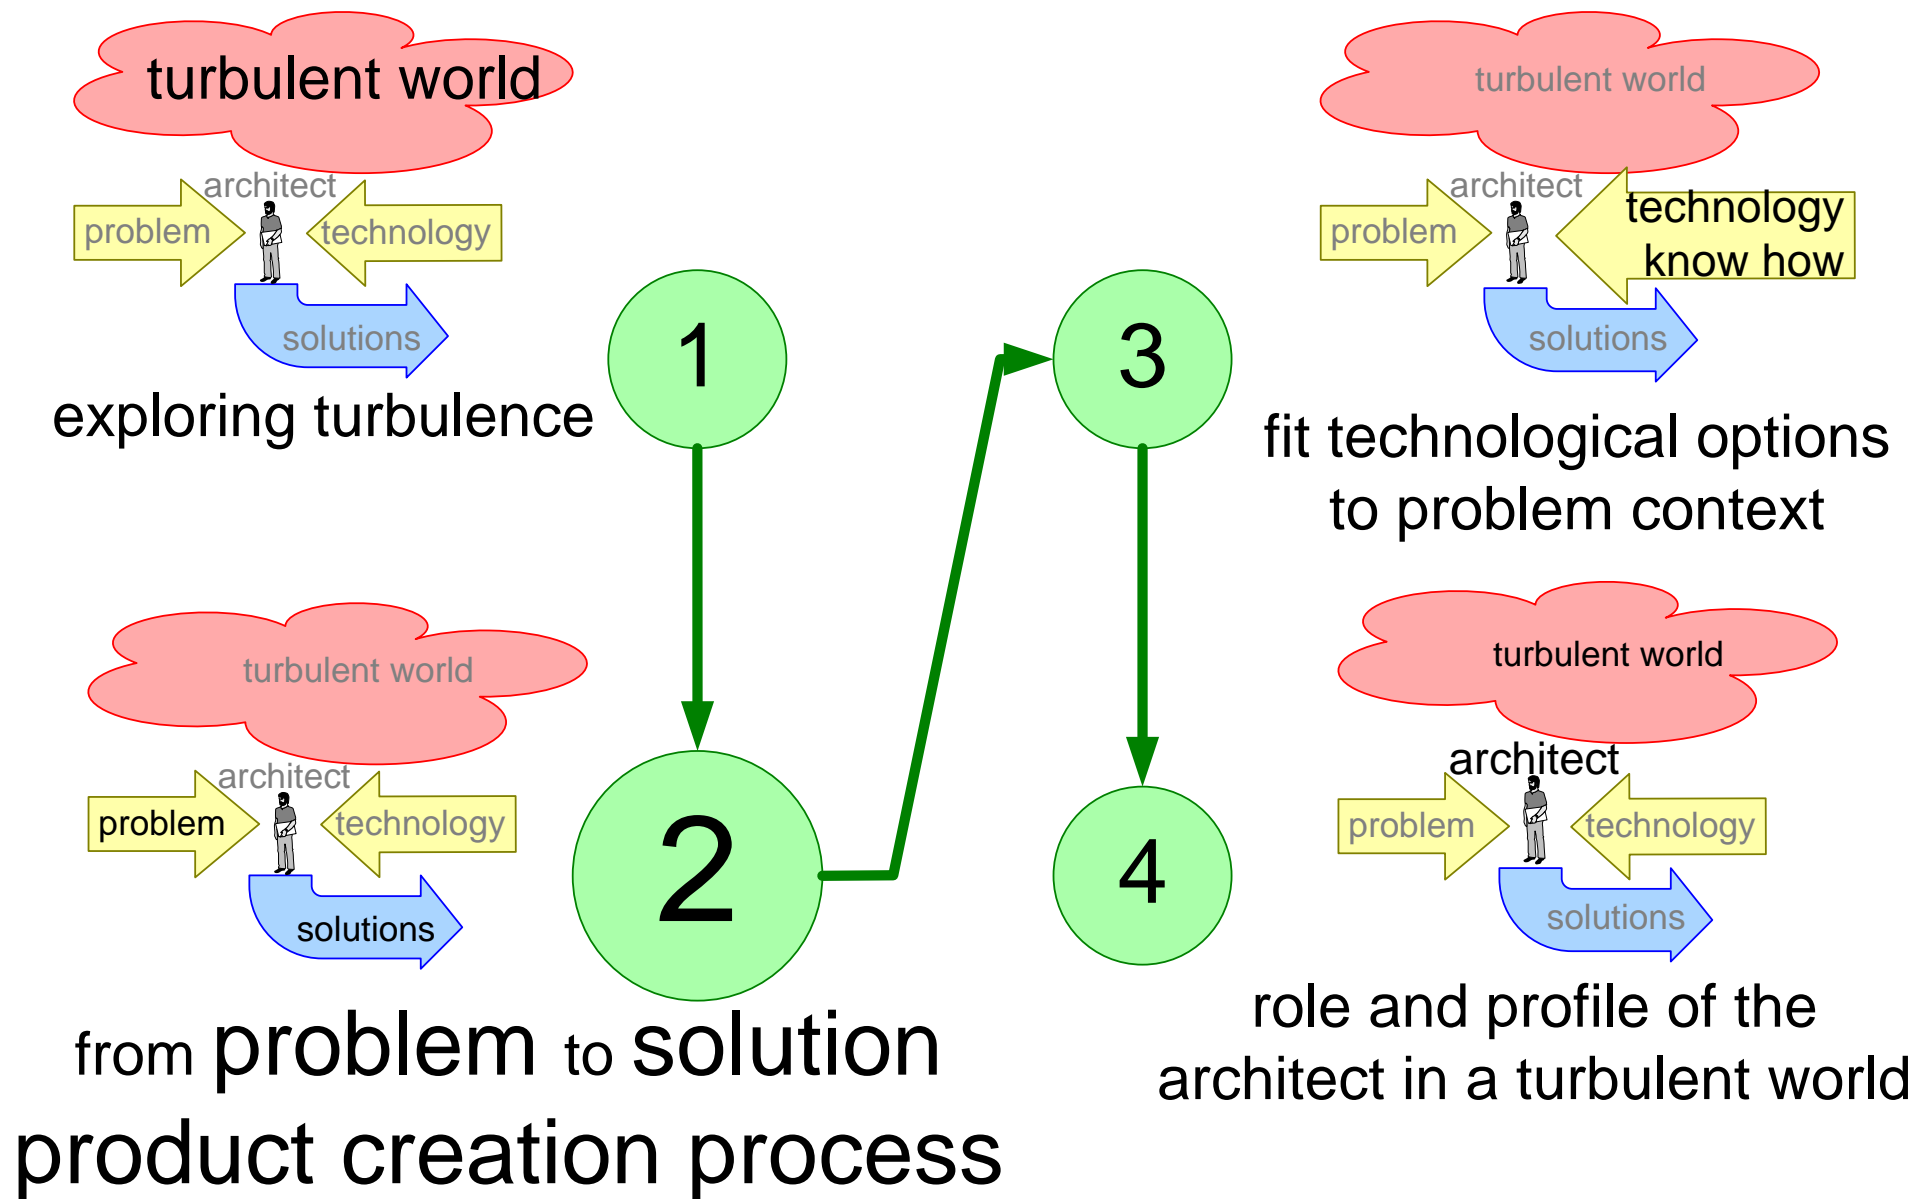 turbulent world
architect
problem
technology
solutions
exploring turbulence
1
turbulent world
architect
problem
technology
solutions
2
from problem to solution
product creation process
3
turbulent world
architect
problem
technology
know how
solutions
fit technological options
to problem context
4
turbulent world
architect
problem
technology
solutions
role and profile of the
architect in a turbulent world